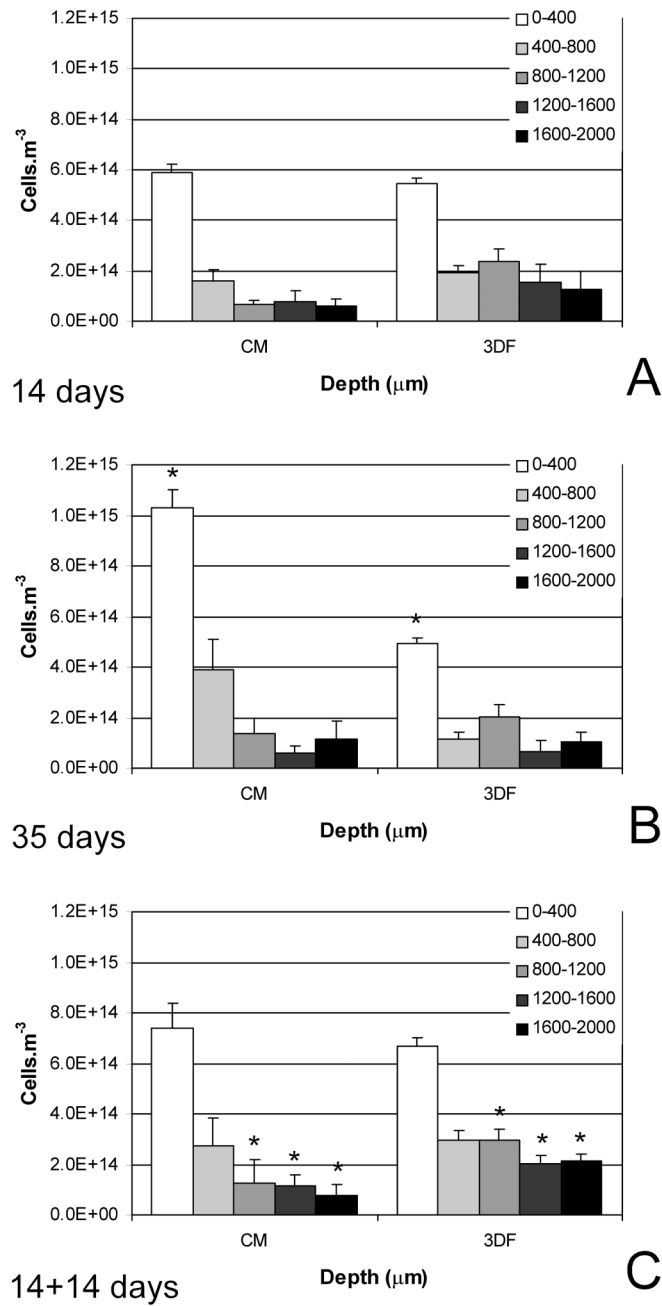 1.2E+15
1.0E+15
8.0E+14
6.0E+14
4.0E+14
2.0E+14
0.0E+00
Cells.m-3
0-400
400-800
800-1200
1200-1600
1600-2000
CM
3DF
Depth (μm)
14 days
A
1.2E+15
1.0E+15
8.0E+14
6.0E+14
4.0E+14
2.0E+14
0.0E+00
Cells.m-3
*
*
0-400
400-800
800-1200
1200-1600
1600-2000
CM
3DF
Depth (μm)
35 days
B
1.2E+15
1.0E+15
8.0E+14
6.0E+14
4.0E+14
2.0E+14
0.0E+00
Cells.m-3
* * *
* * *
0-400
400-800
800-1200
1200-1600
1600-2000
CM
3DF
Depth (μm)
14+14 days
C